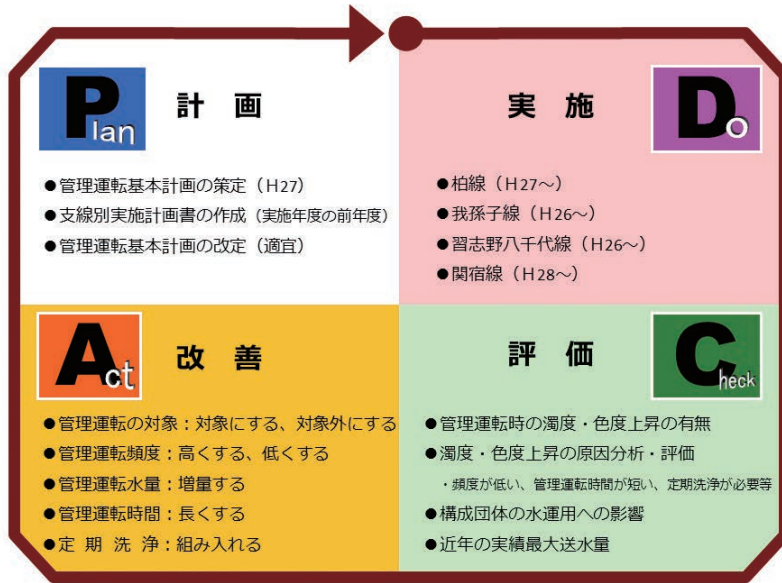 Plan 計 画
●管理運転基本計画の策定（H27）
●支線別実施計画書の作成（実施年度の前年度）
●管理運転基本計画の改定（適宜）
実 施 Do
●柏線（H27～）
●我孫子線（H26～）
●習志野八千代線（H26～）
●関宿線（H28～）
Act 改 善
●管理運転の対象：対象にする、対象外にする
●管理運転頻度：高くする、低くする
●管理運転水量：増量する
●管理運転時間：長くする
●定 期 洗 浄：組み入れる
評 価 Check
●管理運転時の濁度・色度上昇の有無
●濁度・色度上昇の原因分析・評価
・頻度が低い、管理運転時間が短い、定期洗浄が必要等
●構成団体の水運用への影響
●近年の実績最大送水量